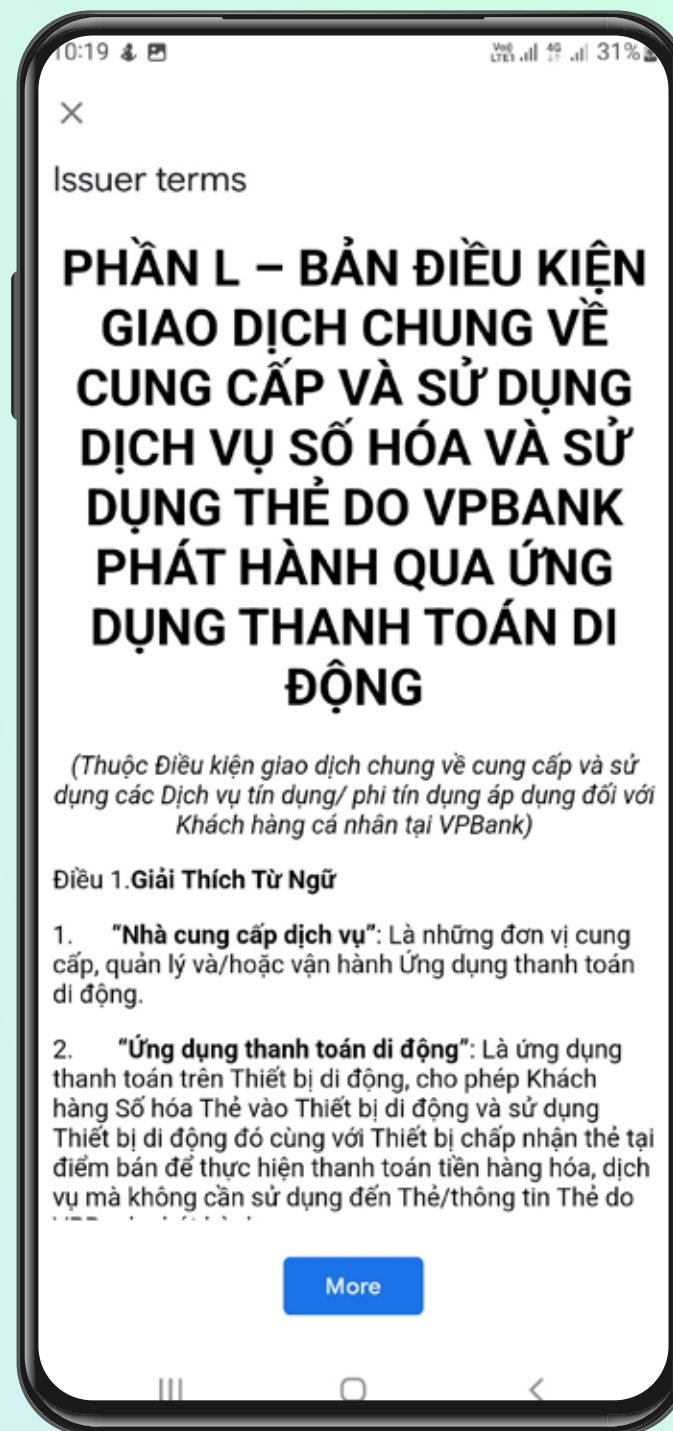 10:19 31%
Issuer terms
PHẦN L – BẢN ĐIỀU KIỆN
GIAO DỊCH CHUNG VỀ
CUNG CẤP VÀ SỬ DỤNG
DỊCH VỤ SỐ HÓA VÀ SỬ
DỤNG THẺ DO VPBANK
PHÁT HÀNH QUA ỨNG
DỤNG THANH TOÁN DI
ĐỘNG
(Thuộc Điều kiện giao dịch chung về cung cấp và sử
dụng các Dịch vụ tín dụng/ phi tín dụng áp dụng đối với
Khách hàng cá nhân tại VPBank)
Điều 1.Giải Thích Từ Ngữ
1. “Nhà cung cấp dịch vụ”: Là những đơn vị cung
cấp, quản lý và/hoặc vận hành Ứng dụng thanh toán
di động.
2. “Ứng dụng thanh toán di động”: Là ứng dụng
thanh toán trên Thiết bị di động, cho phép Khách
hàng Số hóa Thẻ vào Thiết bị di động và sử dụng
Thiết bị di động đó cùng với Thiết bị chấp nhận thẻ tại
điểm bán để thực hiện thanh toán tiền hàng hóa, dịch
vụ mà không cần sử dụng đến Thẻ/thông tin Thẻ do
More